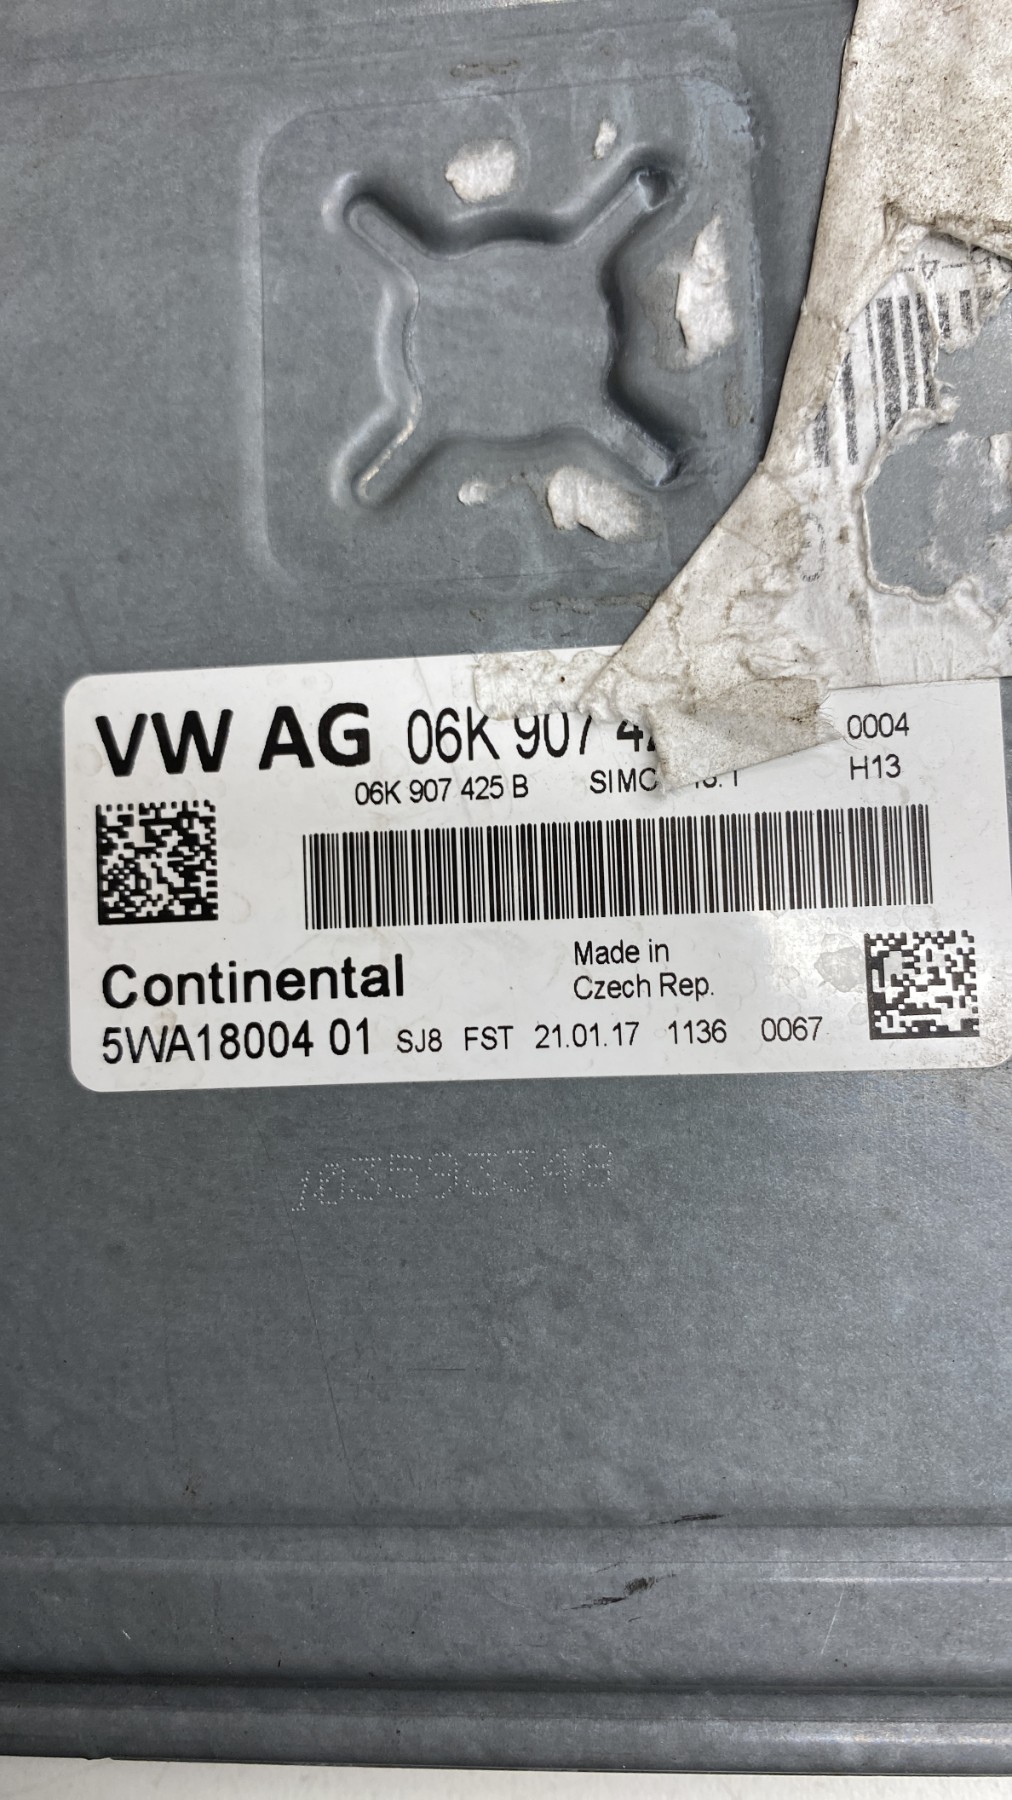 VW AG 06K 907
0004
06K 907 425 B
H13
Continental
Made in
Czech Rep.
5WA18004 01 SJ8 FST 21.01.17 1136 0067